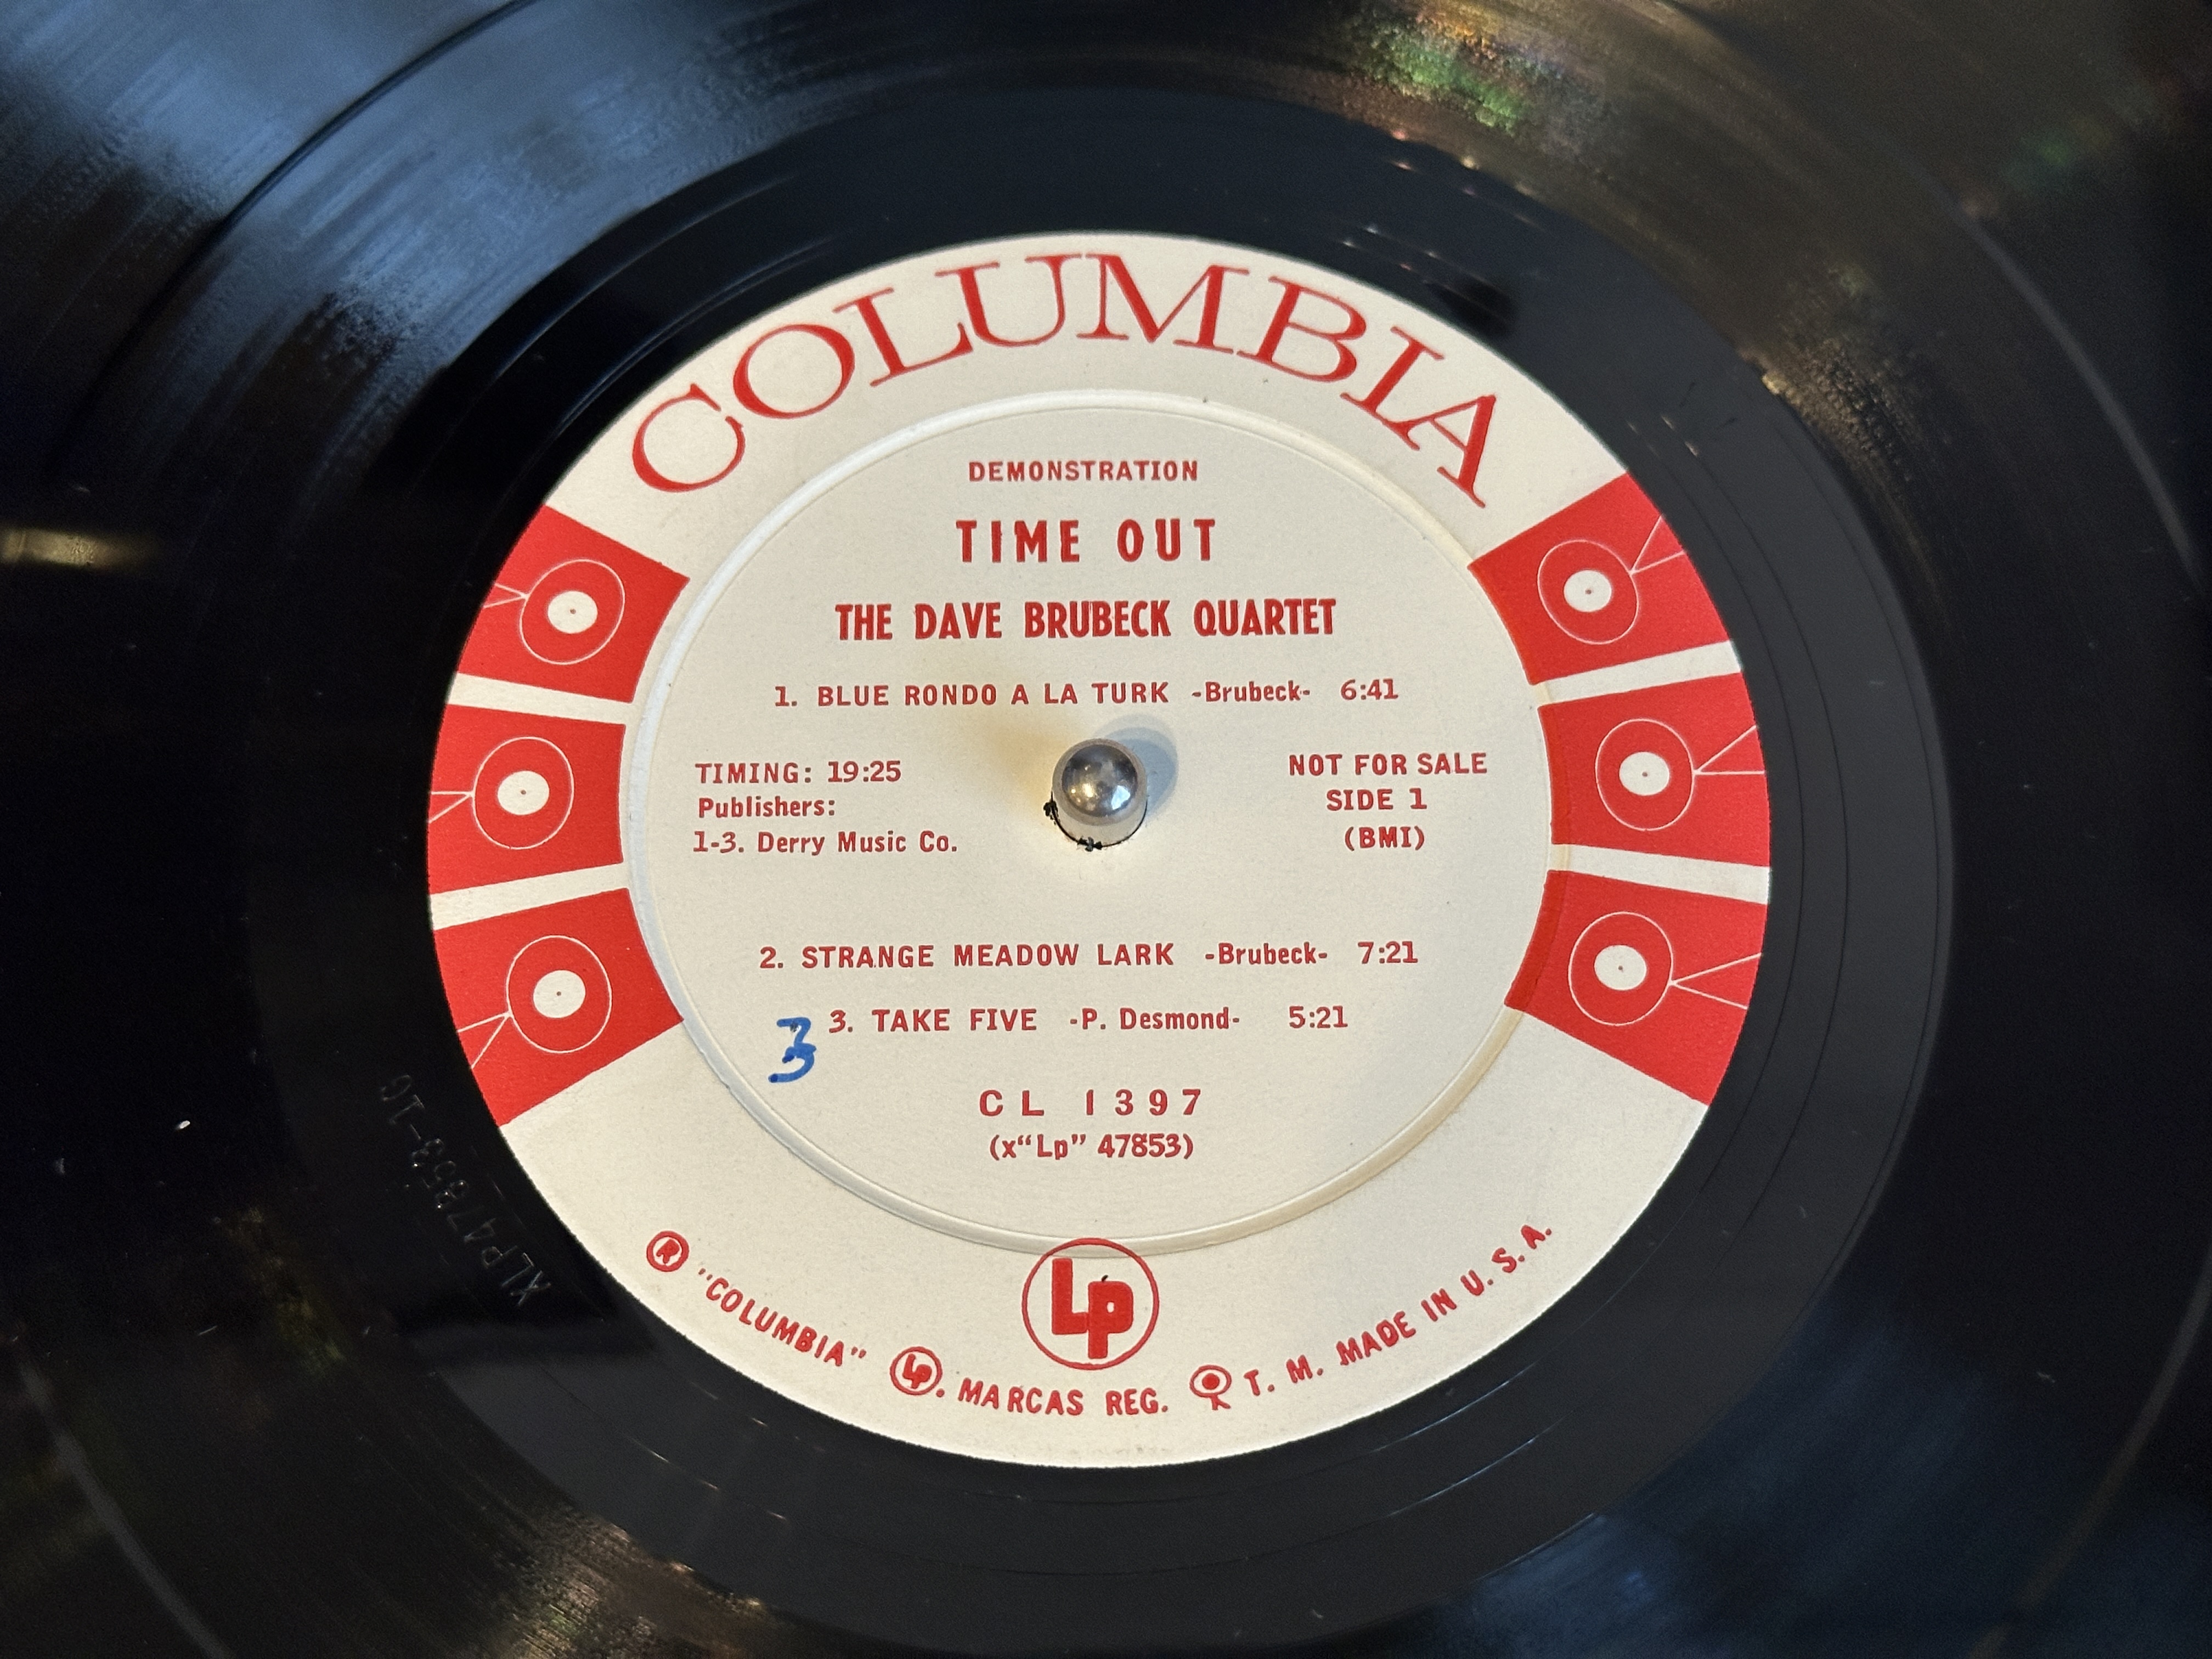 COLUMBIA
DEMONSTRATION
TIME OUT
THE DAVE BRUBECK QUARTET
1. BLUE RONDO A LA TURK -Brubeck- 6:41
TIMING: 19:25
Publishers:
1-3. Derry Music Co.
NOT FOR SALE
SIDE 1
(BMI)
2. STRANGE MEADOW LARK -Brubeck- 7:21
3. TAKE FIVE -P. Desmond- 5:21
3
CL 1397
(x“Lp” 47853)
Lp
® "COLUMBIA" Lp. MARCAS REG. T. M. MADE IN U. S. A.
XLP47853-1G